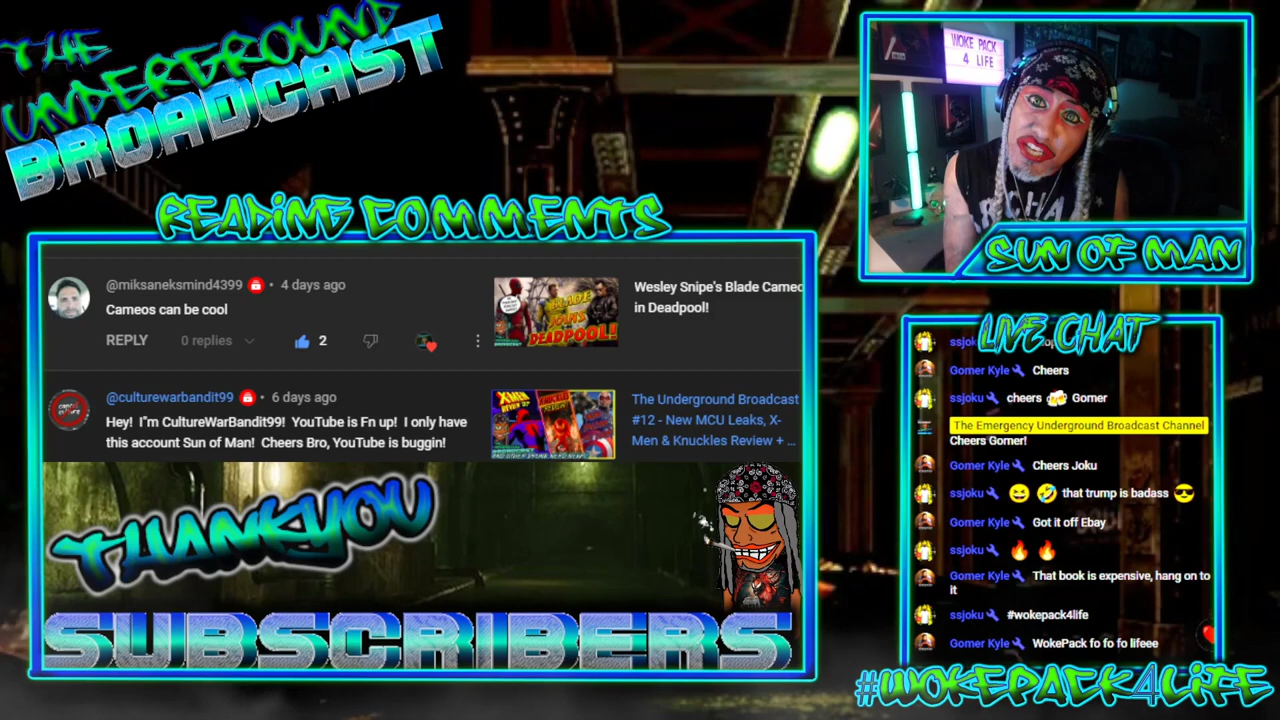 THE
UNDERGROUND
BROADCAST
WOKE PACK
4 LIFE
SUN OF MAN
READING COMMENTS
@miksaneksmind4399 • 4 days ago
Cameos can be cool
REPLY 0 replies 2
Wesley Snipe's Blade Cameo
in Deadpool!
BLADE
JOINS
DEADPOOL!
@culturewarbandit99 • 6 days ago
Hey! I"m CultureWarBandit99! YouTube is Fn up! I only have
this account Sun of Man! Cheers Bro, YouTube is buggin!
cancel
culture
X-MEN
The Underground Broadcast
#12 - New MCU Leaks, X-
Men & Knuckles Review + ...
THANKYOU
SUBSCRIBERS
LIVE CHAT
Gomer Kyle Cheers
ssjoku cheers 🍻 Gomer
The Emergency Underground Broadcast Channel
Cheers Gomer!
Gomer Kyle Cheers Joku
ssjoku 😆 🤣 that trump is badass 😎
Gomer Kyle Got it off Ebay
ssjoku 🔥 🔥
Gomer Kyle That book is expensive, hang on to
it
ssjoku #wokepack4life
Gomer Kyle WokePack fo fo fo lifeee
#WOKEPACK4LIFE